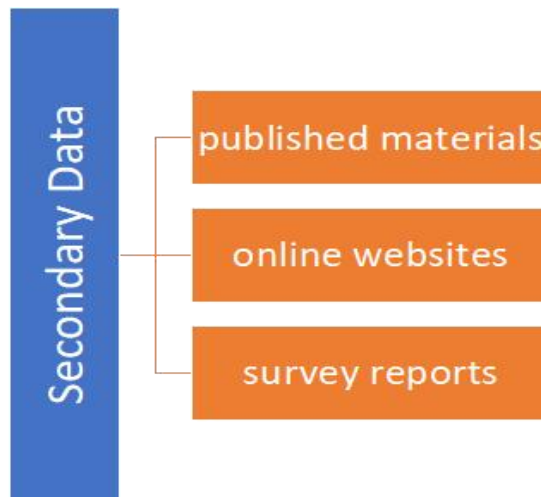 Secondary Data
published materials
online websites
survey reports